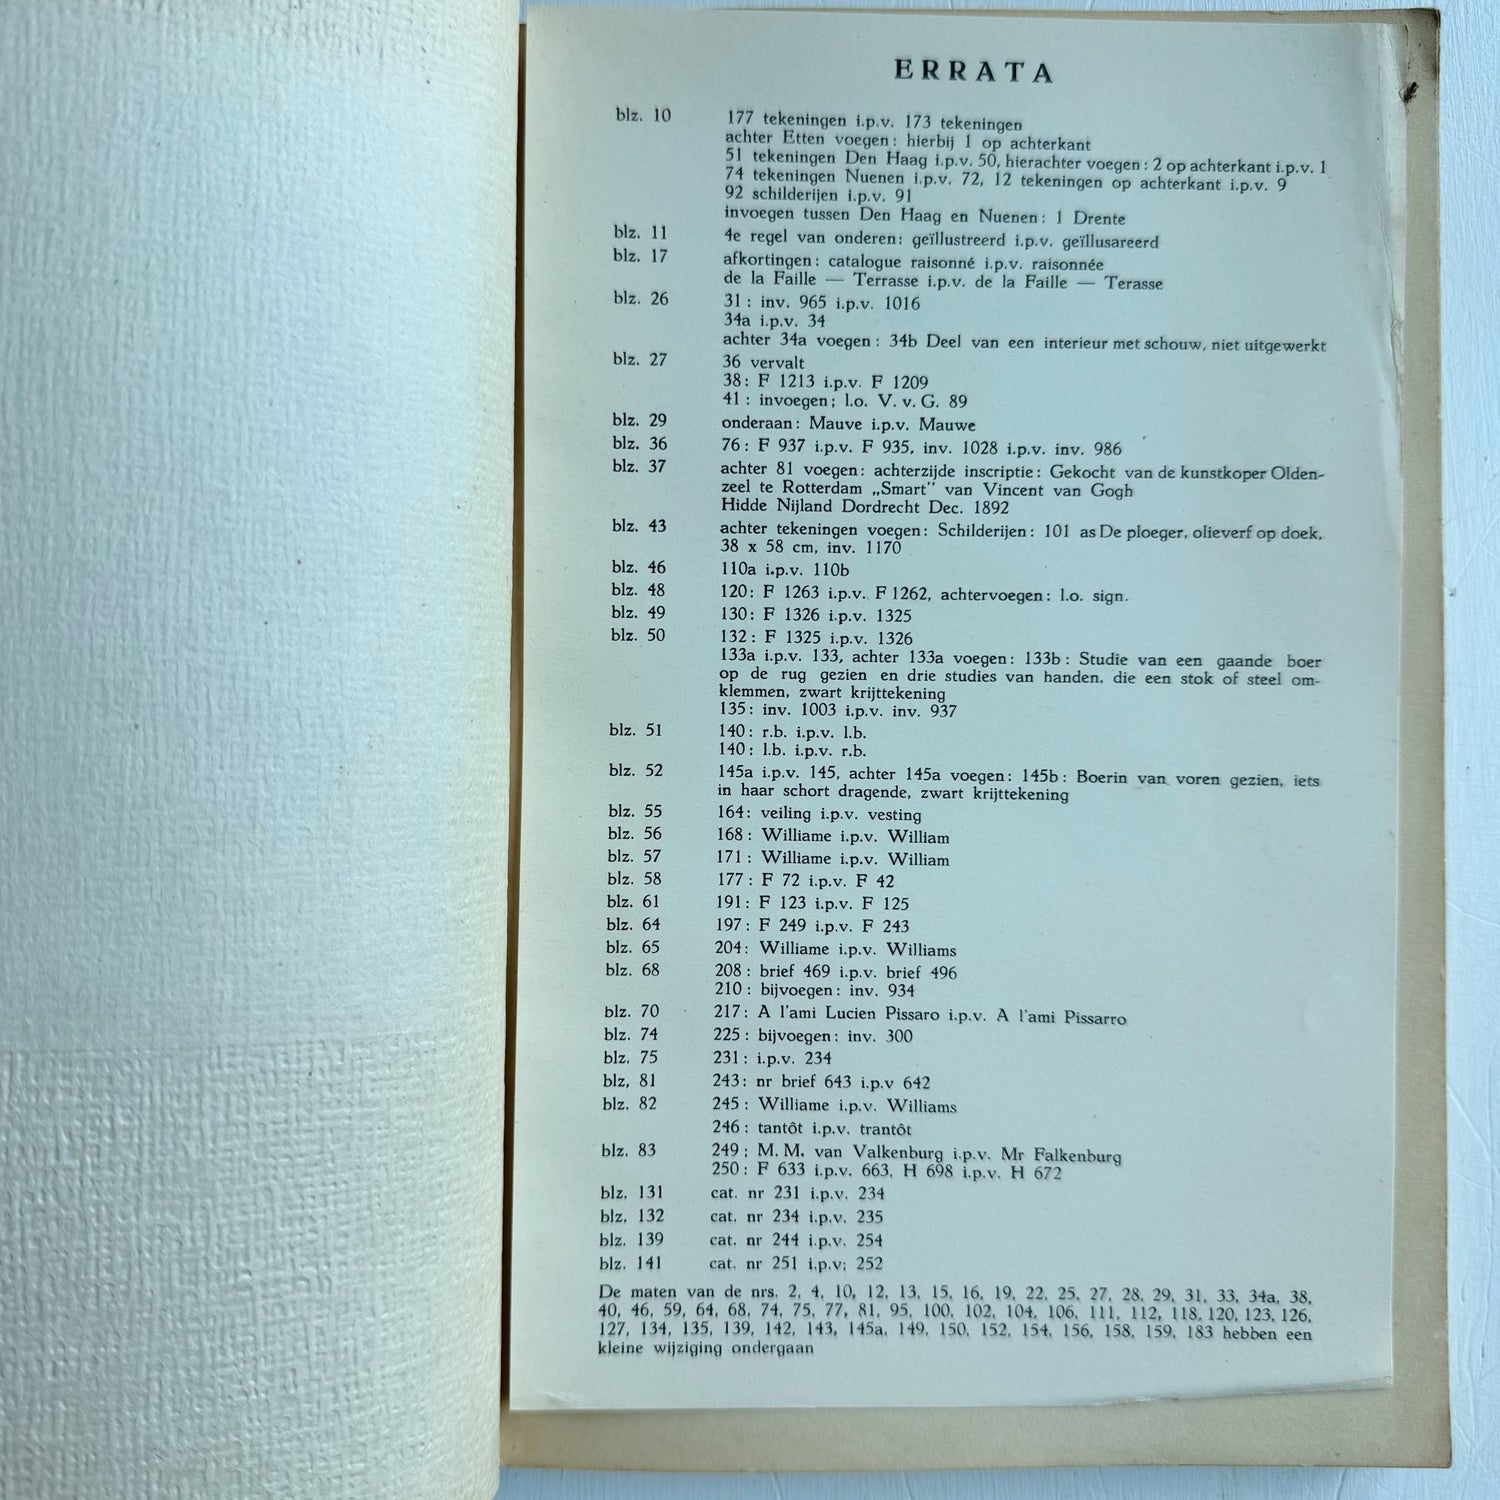 ERRATA
blz. 10 177 tekeningen i.p.v. 173 tekeningen
achter Etten voegen: hierbij 1 op achterkant
51 tekeningen Den Haag i.p.v. 50, hierachter voegen: 2 op achterkant i.p.v. 1
74 tekeningen Nuenen i.p.v. 72, 12 tekeningen op achterkant i.p.v. 9
92 schilderijen i.p.v. 91
invoegen tussen Den Haag en Nuenen: 1 Drente
blz. 11 4e regel van onderen: geïllustreerd i.p.v. geïllusareerd
blz. 17 afkortingen: catalogue raisonné i.p.v. raisonnée
de la Faille — Terrasse i.p.v. de la Faille — Terasse
blz. 26 31: inv. 965 i.p.v. 1016
34a i.p.v. 34
achter 34a voegen: 34b Deel van een interieur met schouw, niet uitgewerkt
blz. 27 36 vervalt
38: F 1213 i.p.v. F 1209
41: invoegen; l.o. V. v. G. 89
blz. 29 onderaan: Mauve i.p.v. Mauwe
blz. 36 76: F 937 i.p.v. F 935, inv. 1028 i.p.v. inv. 986
blz. 37 achter 81 voegen: achterzijde inscriptie: Gekocht van de kunstkoper Olden-
zeel te Rotterdam „Smart" van Vincent van Gogh
Hidde Nijland Dordrecht Dec. 1892
blz. 43 achter tekeningen voegen: Schilderijen: 101 as De ploeger, olieverf op doek,
38 x 58 cm, inv. 1170
blz. 46 110a i.p.v. 110b
blz. 48 120: F 1263 i.p.v. F 1262, achtervoegen: l.o. sign.
blz. 49 130: F 1326 i.p.v. 1325
blz. 50 132: F 1325 i.p.v. 1326
133a i.p.v. 133, achter 133a voegen: 133b: Studie van een gaande boer
op de rug gezien en drie studies van handen, die een stok of steel om-
klemmen, zwart krijttekening
135: inv. 1003 i.p.v. inv. 937
blz. 51 140: r.b. i.p.v. l.b.
140: l.b. i.p.v. r.b.
blz. 52 145a i.p.v. 145, achter 145a voegen: 145b: Boerin van voren gezien, iets
in haar schort dragende, zwart krijttekening
blz. 55 164: veiling i.p.v. vesting
blz. 56 168: Williame i.p.v. William
blz. 57 171: Williame i.p.v. William
blz. 58 177: F 72 i.p.v. F 42
blz. 61 191: F 123 i.p.v. F 125
blz. 64 197: F 249 i.p.v. F 243
blz. 65 204: Williame i.p.v. Williams
blz. 68 208: brief 469 i.p.v. brief 496
210: bijvoegen: inv. 934
blz. 70 217: A l'ami Lucien Pissaro i.p.v. A l'ami Pissarro
blz. 74 225: bijvoegen: inv. 300
blz. 75 231: i.p.v. 234
blz, 81 243: nr brief 643 i.p.v 642
blz. 82 245: Williame i.p.v. Williams
246: tantôt i.p.v. trantôt
blz. 83 249; M. M. van Valkenburg i.p.v. Mr Falkenburg
250: F 633 i.p.v. 663, H 698 i.p.v. H 672
blz. 131 cat. nr 231 i.p.v. 234
blz. 132 cat. nr 234 i.p.v. 235
blz. 139 cat. nr 244 i.p.v. 254
blz. 141 cat. nr 251 i.p.v; 252
De maten van de nrs. 2, 4, 10, 12, 13, 15, 16, 19, 22, 25, 27, 28, 29, 31, 33, 34a, 38,
40, 46, 59, 64, 68, 74, 75, 77, 81, 95, 100, 102, 104, 106, 111, 112, 118, 120, 123, 126,
127, 134, 135, 139, 142, 143, 145a, 149, 150, 152, 154, 156, 158, 159, 183 hebben een
kleine wijziging ondergaan